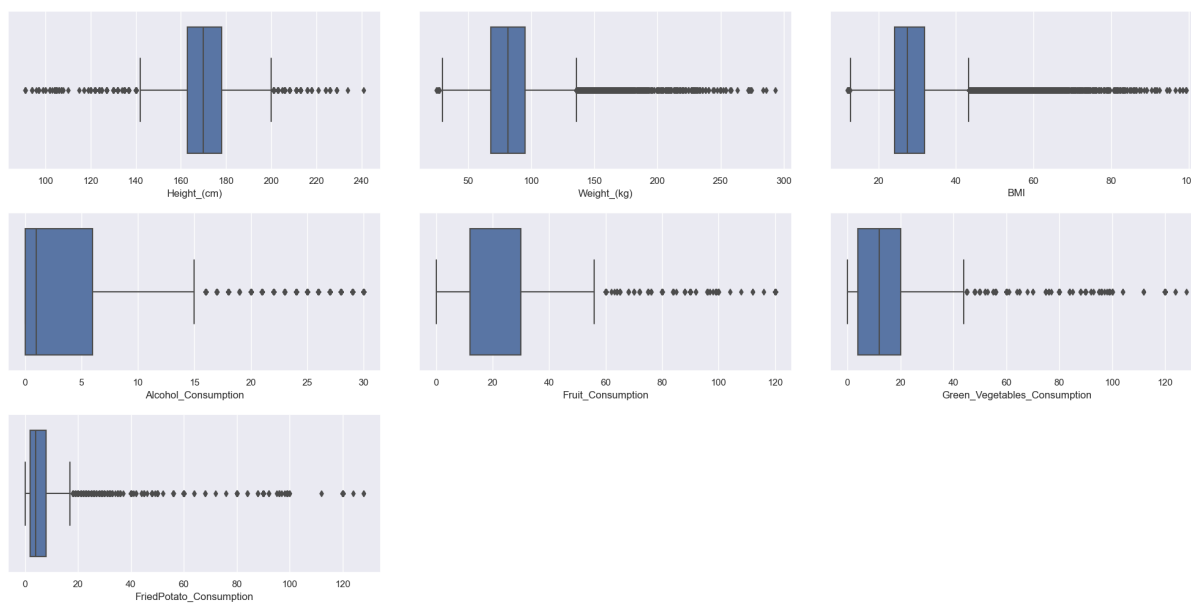 100 120 140 160 180 200 220 240
Height_(cm)
50 100 150 200 250 300
Weight_(kg)
20 40 60 80 100
BMI
0 5 10 15 20 25 30
Alcohol_Consumption
0 20 40 60 80 100 120
Fruit_Consumption
0 20 40 60 80 100 120
Green_Vegetables_Consumption
0 20 40 60 80 100 120
FriedPotato_Consumption